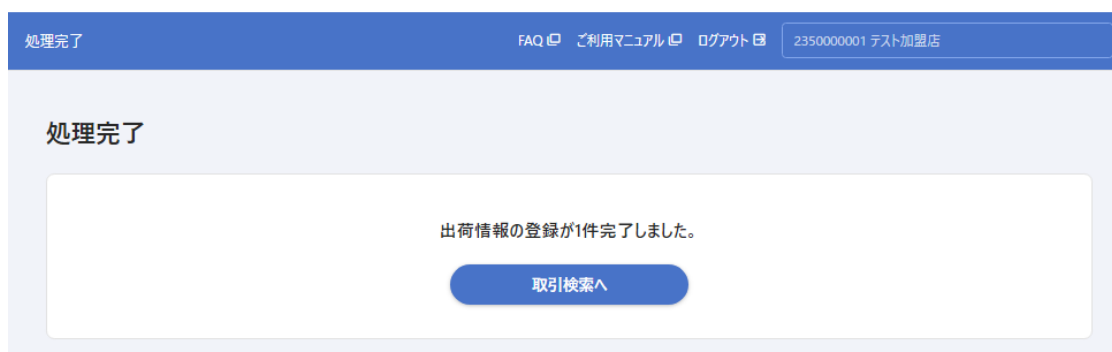 処理完了 FAQ ご利用マニュアル ログアウト 2350000001 テスト加盟店
処理完了
出荷情報の登録が1件完了しました。
取引検索へ